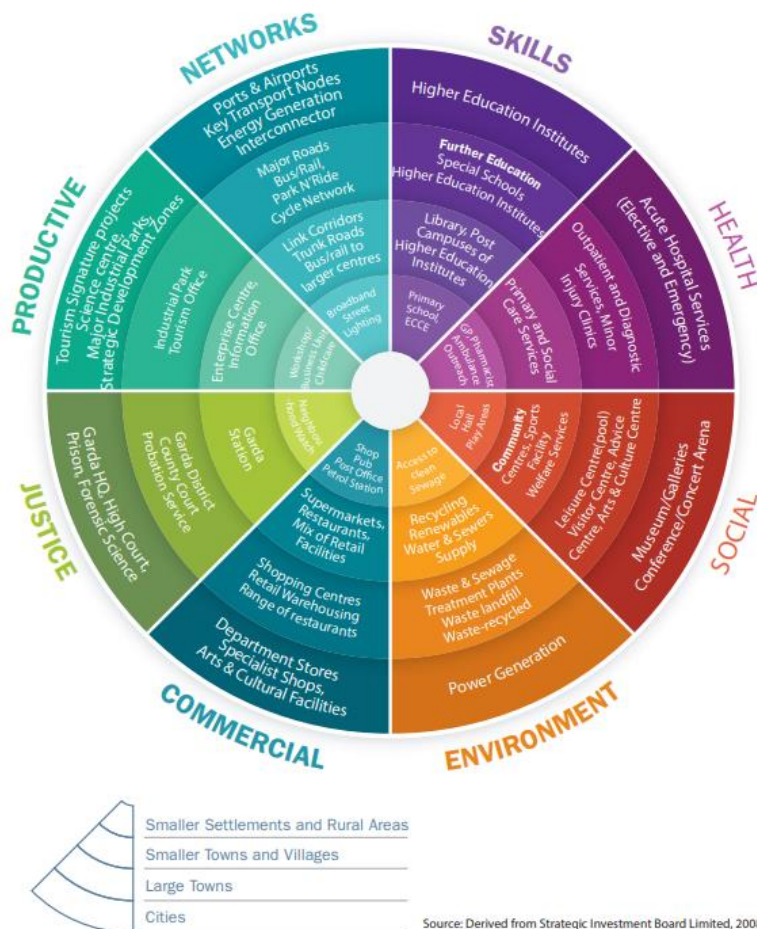 NETWORKS
Ports & Airports
Key Transport Nodes
Energy Generation
Interconnector
Major Roads
Bus/Rail,
Park N'Ride
Cycle Network
Link Corridors
Trunk Roads
Bus/rail to
larger centres
Broadband
Street
Lighting
SKILLS
Higher Education Institutes
Further Education
Special Schools
Higher Education Institutes
Library, Post
Campuses of
Higher Education
Institutes
Primary
School,
ECCE
HEALTH
Acute Hospital Services
(Elective and Emergency)
Outpatient and Diagnostic
Services, Minor
Injury Clinics
Primary and Social
Care Services
GP, Pharmacist
Ambulance
Outreach
SOCIAL
Museum/Galleries
Conference/Concert Arena
Leisure Centre(pool)
Visitor Centre, Advice
Centre, Arts & Culture Centre
Community
Centres, Sports
Facility
Welfare Services
Local
Hall
Play Areas
ENVIRONMENT
Power Generation
Waste & Sewage
Treatment Plants
Waste landfill
Waste-recycled
Recycling
Renewables
Water & Sewers
Supply
Access to
clean
Sewage
COMMERCIAL
Department Stores
Specialist Shops,
Arts & Cultural Facilities
Shopping Centres
Retail Warehousing
Range of restaurants
Supermarkets,
Restaurants,
Mix of Retail
Facilities
Shop
Pub
Post Office
Petrol Station
JUSTICE
Garda HQ, High Court,
Prison, Forensic Science
Garda District
County Court
Probation Service
Garda
Station
Neighbou
-hood Watch
PRODUCTIVE
Tourism Signature projects
Science centre,
Major Industrial Parks,
Strategic Development Zones
Industrial Park
Tourism Office
Enterprise Centre,
Information
Office
Workshop/
Business Unit
Childcare
Smaller Settlements and Rural Areas
Smaller Towns and Villages
Large Towns
Cities
Source: Derived from Strategic Investment Board Limited,